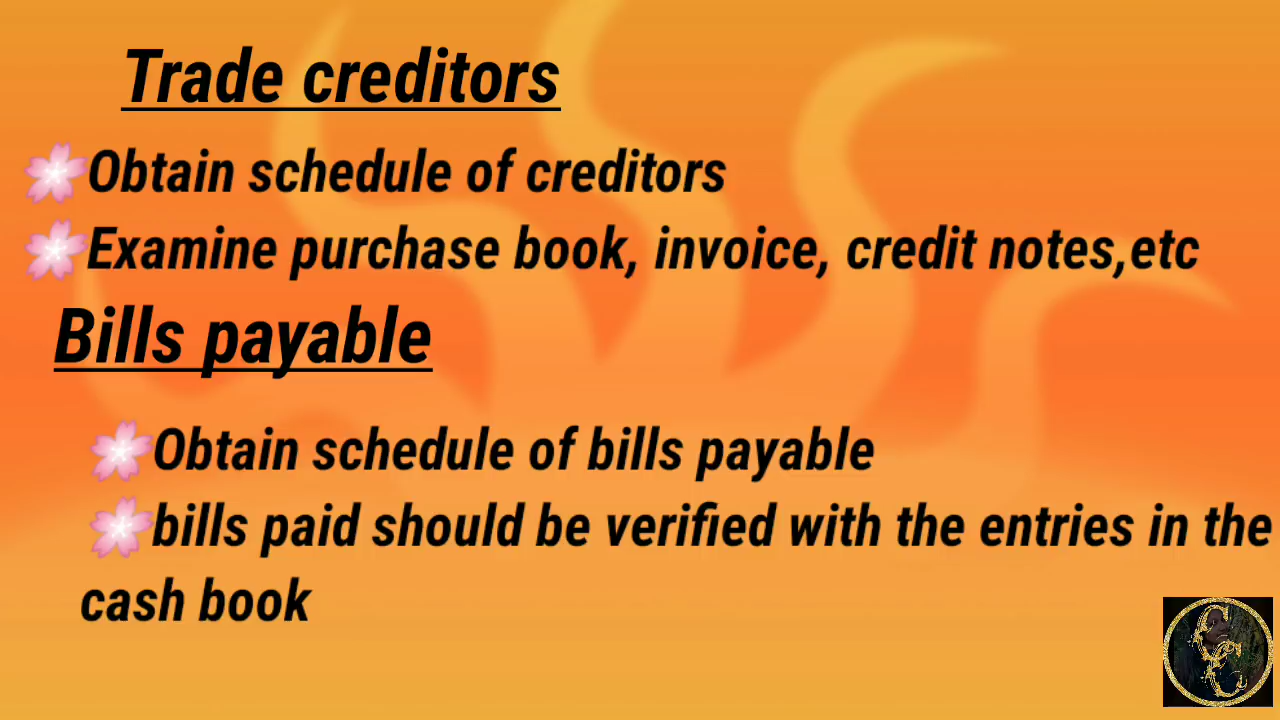 Trade creditors
🌸Obtain schedule of creditors
🌸Examine purchase book, invoice, credit notes,etc
Bills payable
🌸Obtain schedule of bills payable
🌸bills paid should be verified with the entries in the
cash book